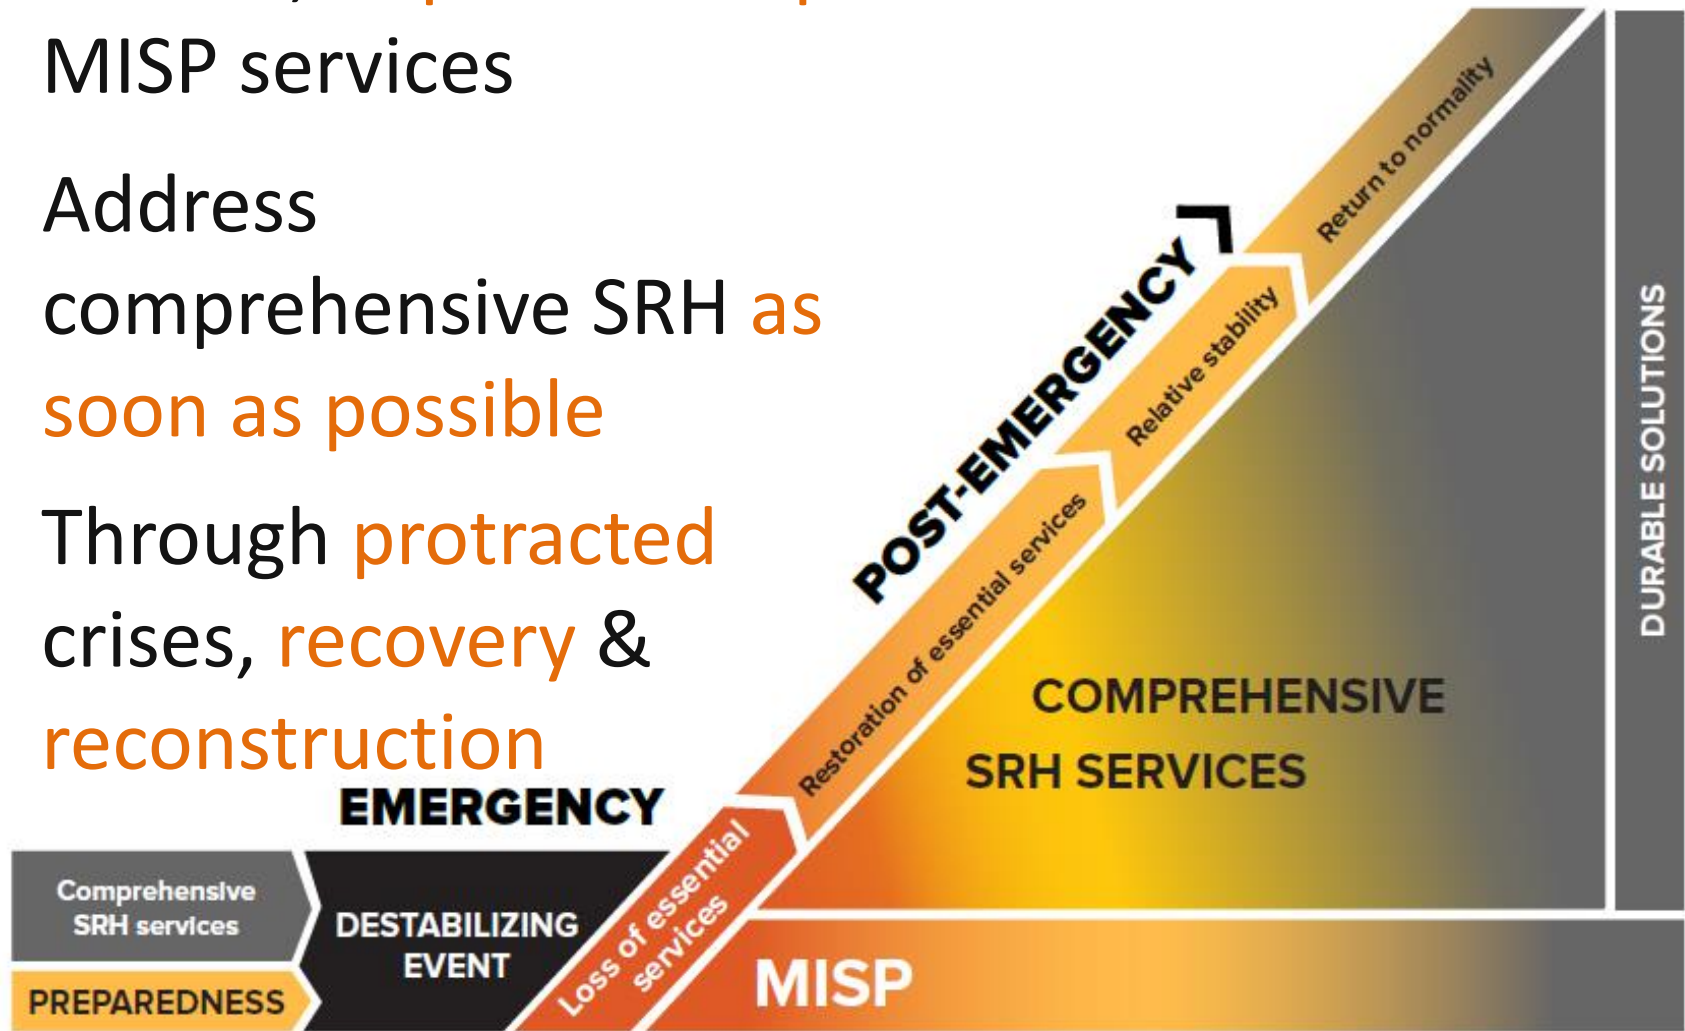 MISP services
Address
comprehensive SRH as
soon as possible
Through protracted
crises, recovery &
reconstruction
EMERGENCY
POST-EMERGENCY
Comprehensive
SRH services
PREPAREDNESS
DESTABILIZING
EVENT
Loss of essential
services
Restoration of essential services
Relative stability
Return to normality
COMPREHENSIVE
SRH SERVICES
MISP
DURABLE SOLUTIONS